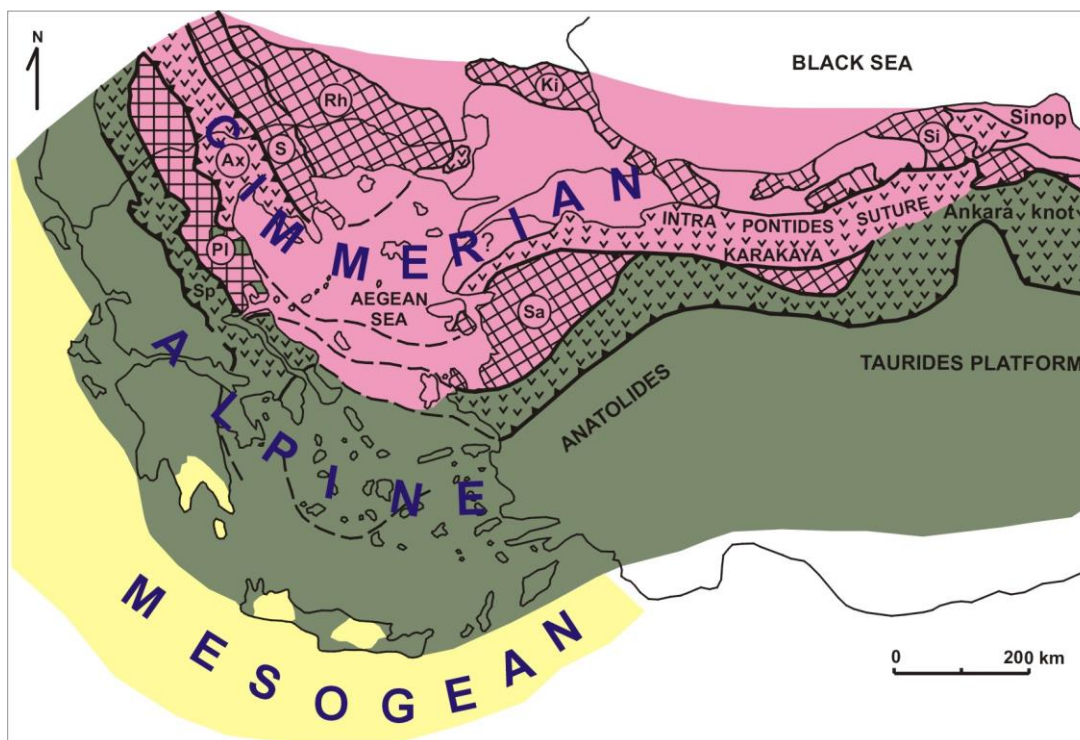 N
BLACK SEA
Rh
Ki
Sinop
S
Si
Ax
CIMMERIAN
?
INTRA PONTIDES SUTURE
Ankara knot
KARAKAYA
Pl
Sp
AEGEAN
SEA
Sa
TAURIDES PLATFORM
ANATOLIDES
ALPINE
MESOGEAN
0 200 km